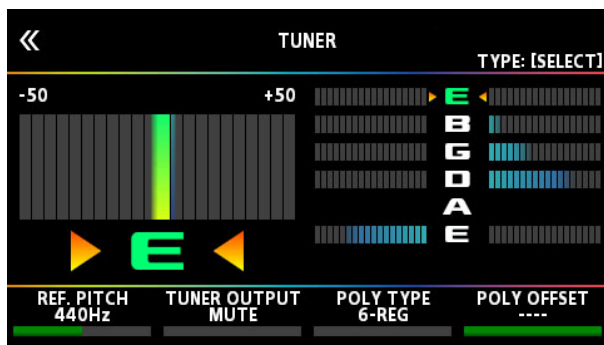 TUNER
TYPE: [SELECT]
-50 +50
E
B
G
D
A
E
E
REF. PITCH TUNER OUTPUT POLY TYPE POLY OFFSET
440Hz MUTE 6-REG ----